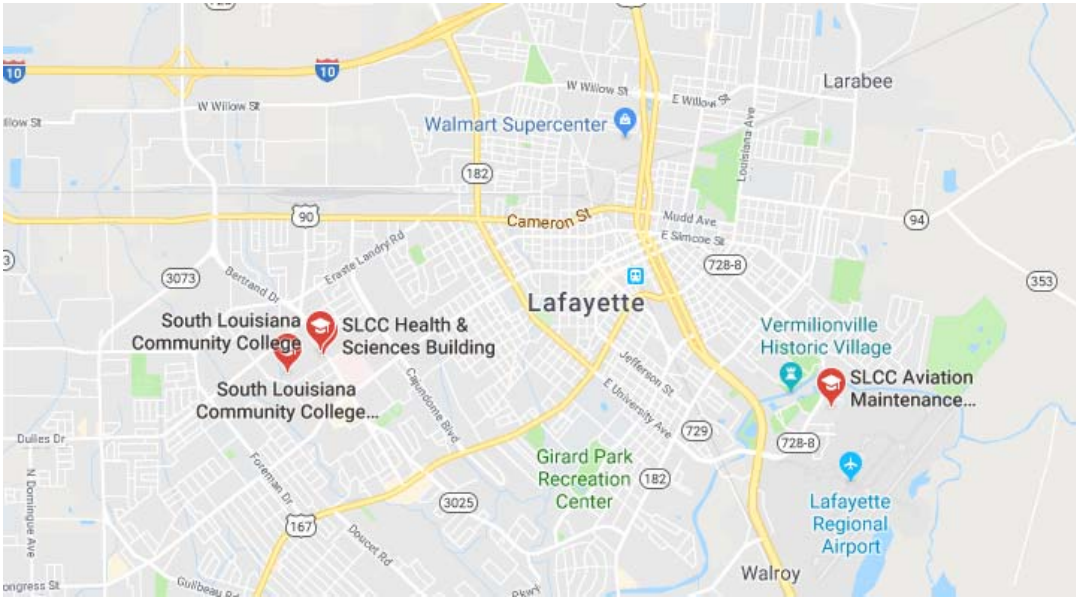 10
10
W Willow St
E Willow St
Larabee
W Willow St
Walmart Supercenter
Louisiana Ave
182
90
Cameron St
Mudd Ave
94
E Simcoe St
Eraste Landry Rd
728-8
3073
Bertrand Dr
353
Lafayette
South Louisiana
Community College
SLCC Health &
Sciences Building
Vermilionville
Historic Village
Jefferson St
SLCC Aviation
Maintenance...
South Louisiana
Community College...
Cajundome Blvd
E University Ave
729
728-8
Dulles Dr
Girard Park
Recreation
Center
182
Foreman Dr
N Domingue Ave
3025
Lafayette
Regional
Airport
167
Doucet Rd
Walroy
ongress St
Guilbeau Rd
Pkwy